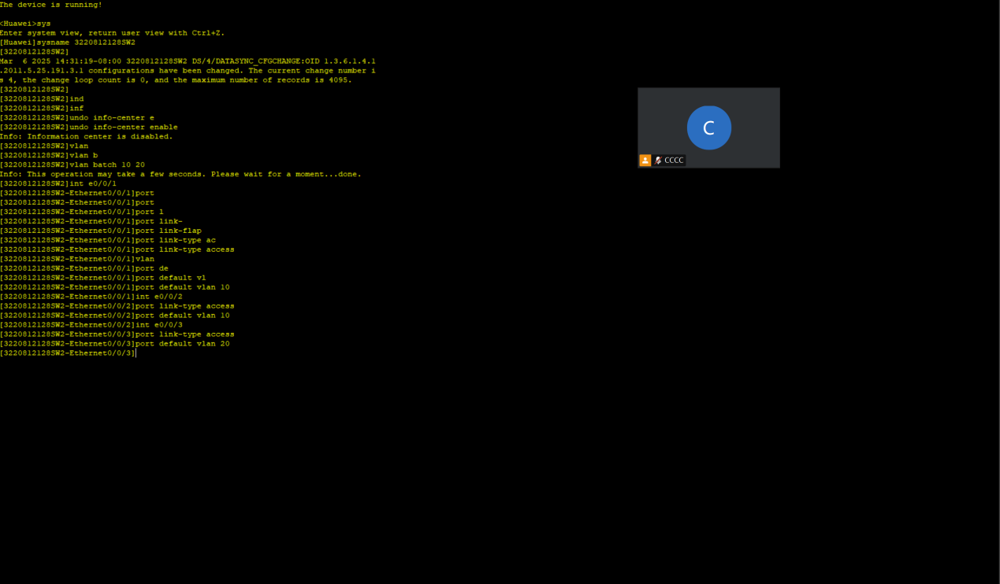 The device is running!
<Huawei>sys
Enter system view, return user view with Ctrl+Z.
[Huawei]sysname 3220812128SW2
[3220812128SW2]
Mar  6 2025 14:31:19-08:00 3220812128SW2 DS/4/DATASYNC_CFGCHANGE:OID 1.3.6.1.4.1
.2011.5.25.191.3.1 configurations have been changed. The current change number i
s 4, the change loop count is 0, and the maximum number of records is 4095.
[3220812128SW2]
[3220812128SW2]ind
[3220812128SW2]inf
[3220812128SW2]undo info-center e
[3220812128SW2]undo info-center enable
Info: Information center is disabled.
[3220812128SW2]vlan
[3220812128SW2]vlan b
[3220812128SW2]vlan batch 10 20
Info: This operation may take a few seconds. Please wait for a moment...done.
[3220812128SW2]int e0/0/1
[3220812128SW2-Ethernet0/0/1]port
[3220812128SW2-Ethernet0/0/1]port
[3220812128SW2-Ethernet0/0/1]port l
[3220812128SW2-Ethernet0/0/1]port link-
[3220812128SW2-Ethernet0/0/1]port link-flap
[3220812128SW2-Ethernet0/0/1]port link-type ac
[3220812128SW2-Ethernet0/0/1]port link-type access
[3220812128SW2-Ethernet0/0/1]vlan
[3220812128SW2-Ethernet0/0/1]port de
[3220812128SW2-Ethernet0/0/1]port default vl
[3220812128SW2-Ethernet0/0/1]port default vlan 10
[3220812128SW2-Ethernet0/0/1]int e0/0/2
[3220812128SW2-Ethernet0/0/2]port link-type access
[3220812128SW2-Ethernet0/0/2]port default vlan 10
[3220812128SW2-Ethernet0/0/2]int e0/0/3
[3220812128SW2-Ethernet0/0/3]port link-type access
[3220812128SW2-Ethernet0/0/3]port default vlan 20
[3220812128SW2-Ethernet0/0/3]
C
CCCC